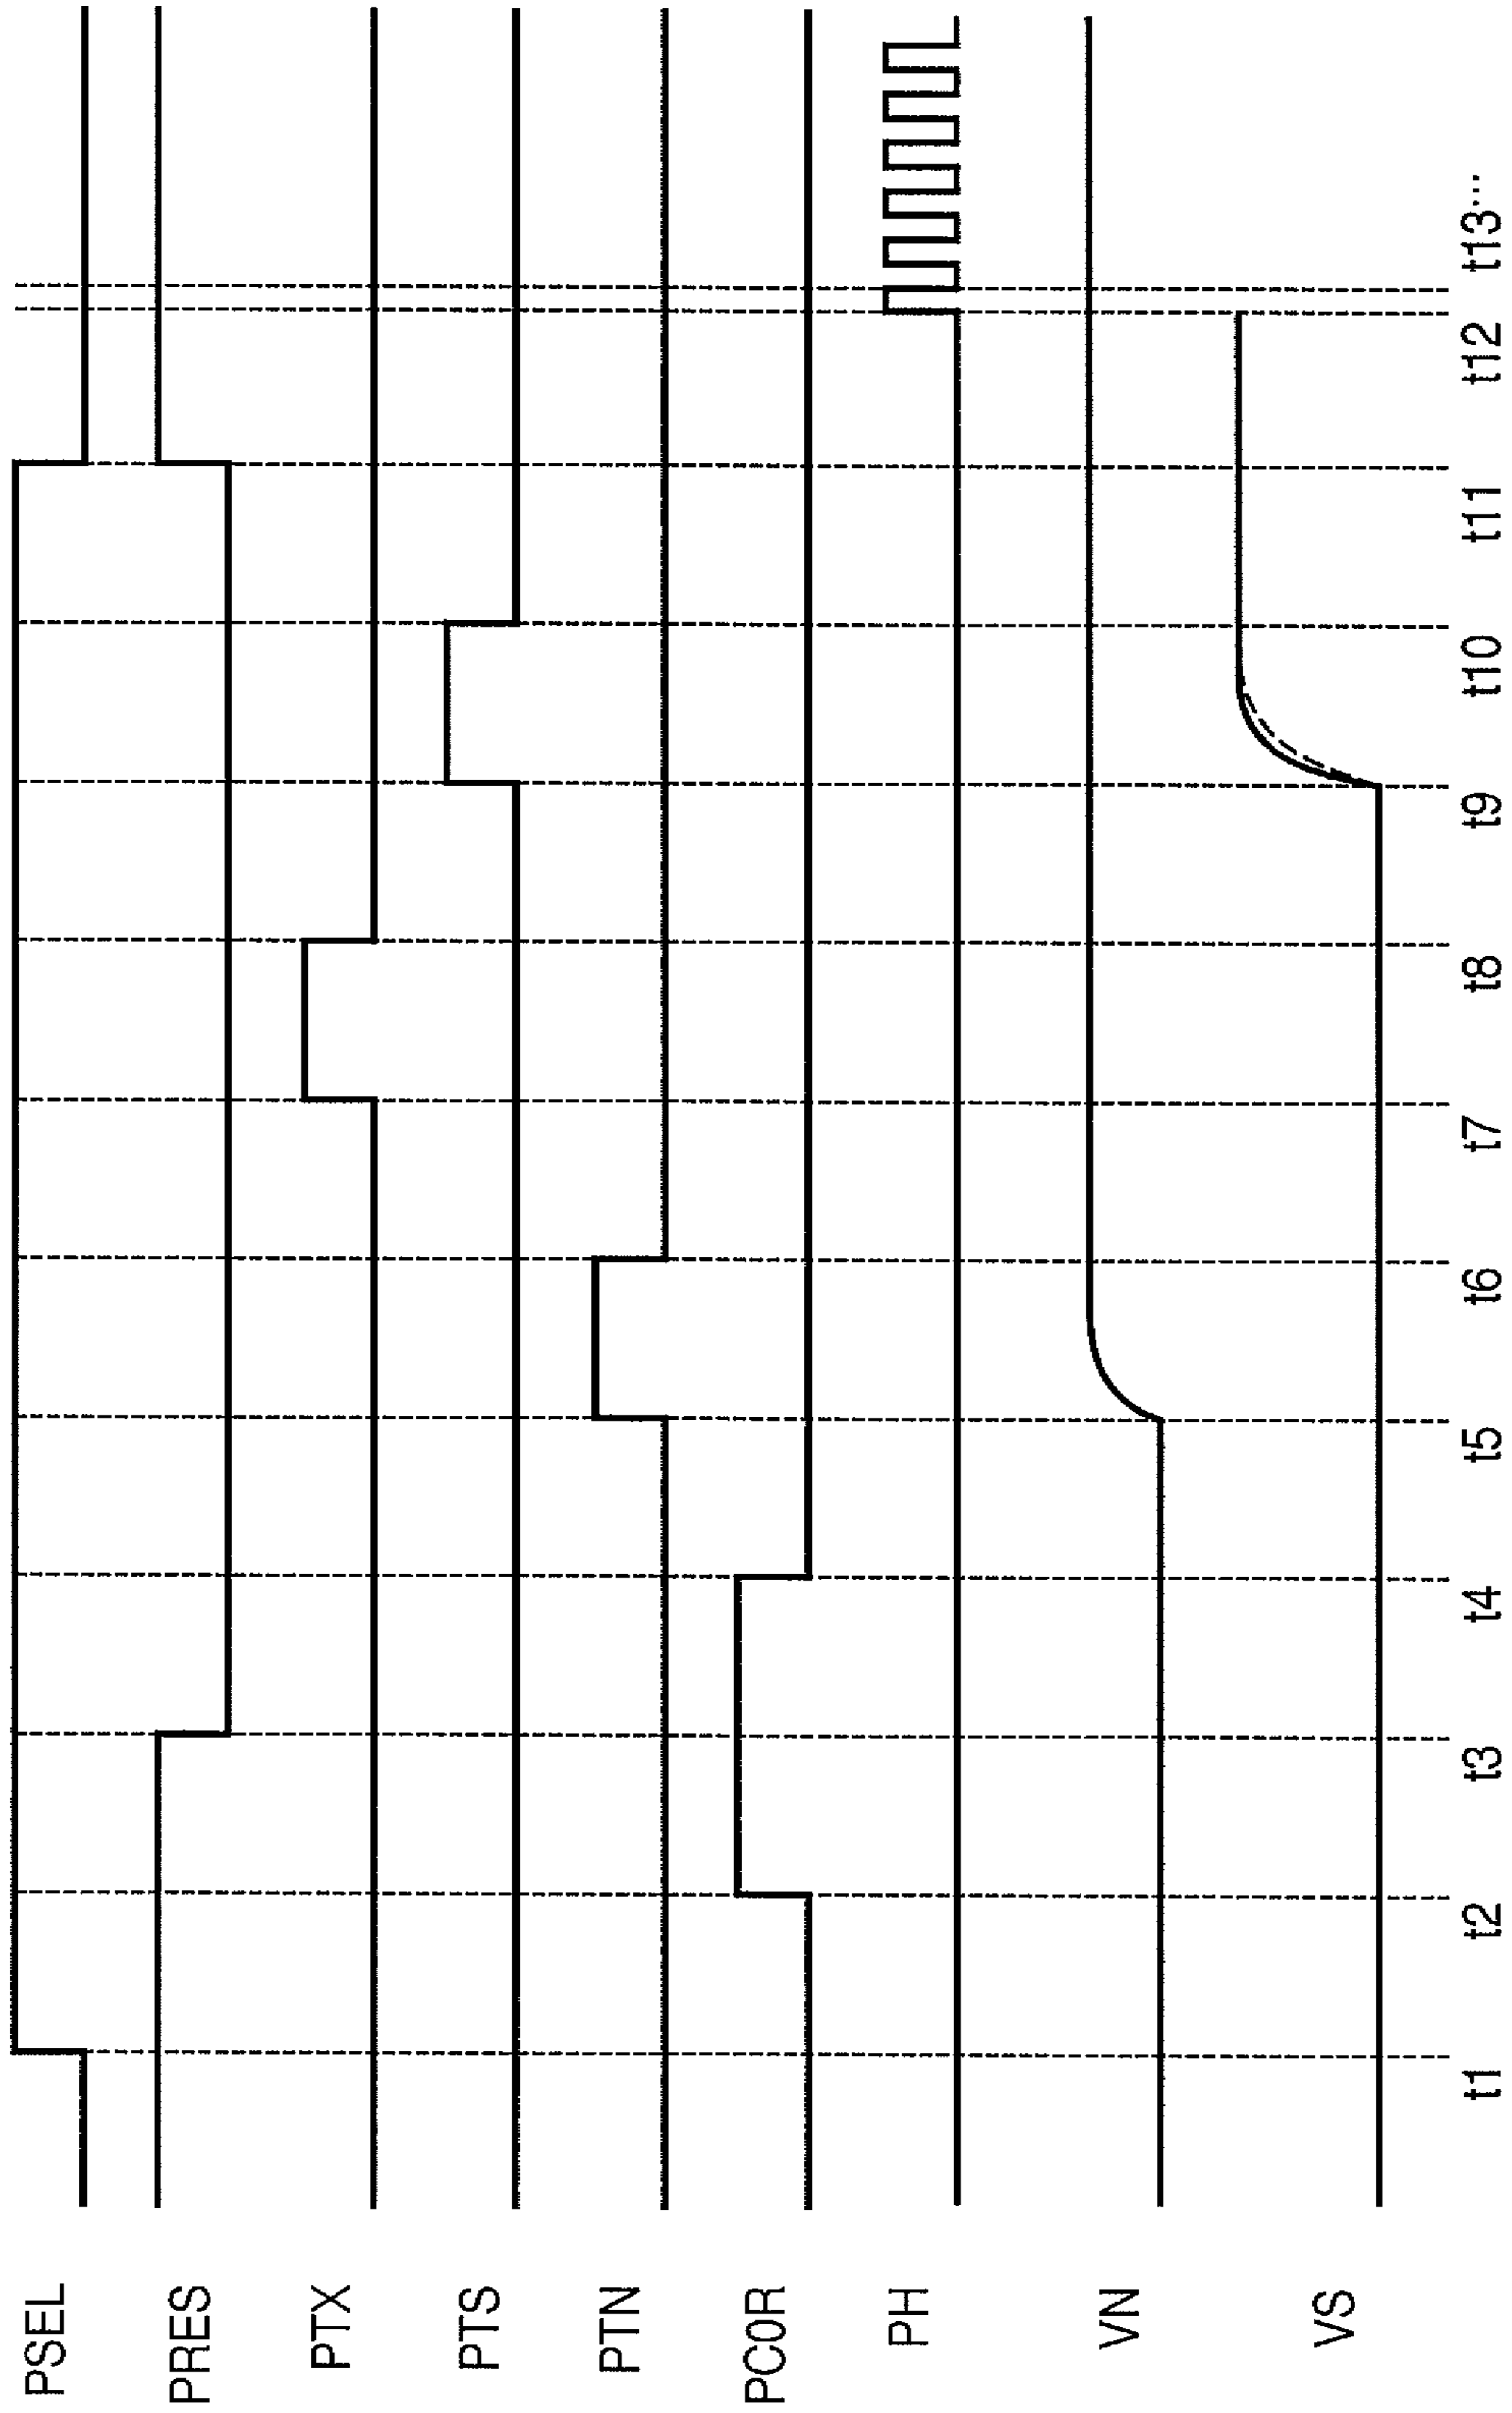 PSEL
PRES
PTX
PTS
PTN
PC0R
PH
VN
VS
t1 t2 t3 t4 t5 t6 t7 t8 t9 t10 t11 t12 t13...